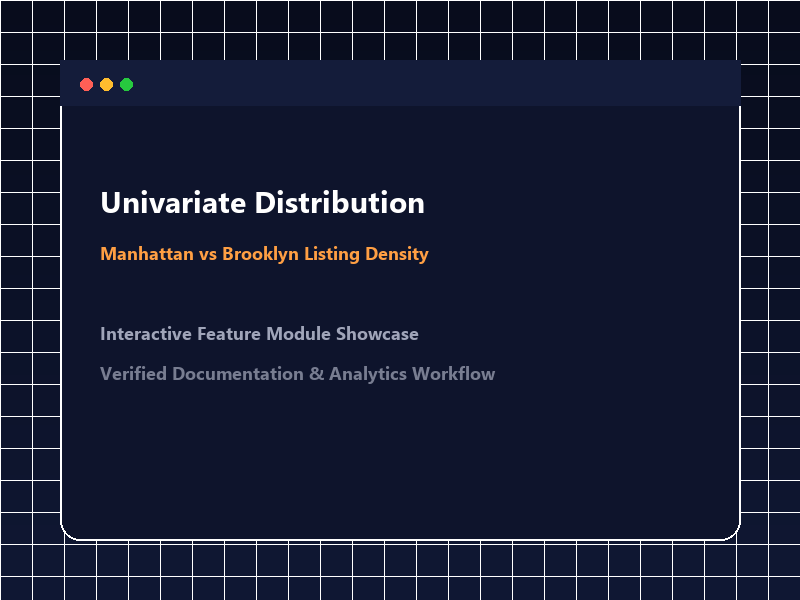 Univariate Distribution
Manhattan vs Brooklyn Listing Density
Interactive Feature Module Showcase
Verified Documentation & Analytics Workflow